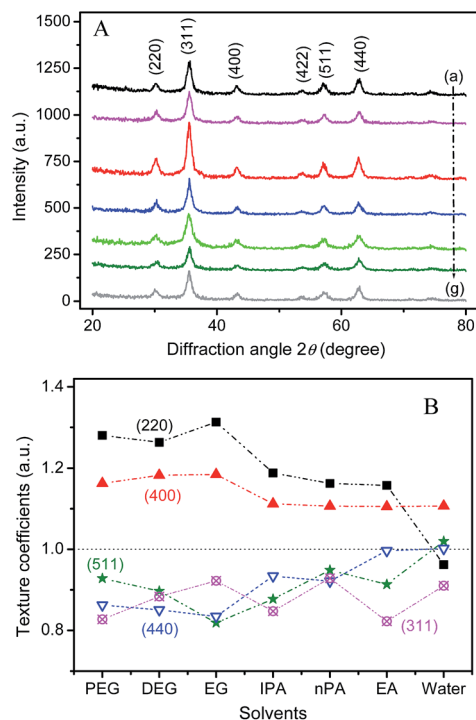 A
(220)
(311)
(400)
(422)
(511)
(440)
(a)
(g)
1500
1250
1000
750
500
250
0
Intensity (a.u.)
20
40
60
80
Diffraction angle 2θ (degree)
B
(220)
(400)
(511)
(440)
(311)
1.4
1.2
1.0
0.8
Texture coefficients (a.u.)
PEG
DEG
EG
IPA
nPA
EA
Water
Solvents